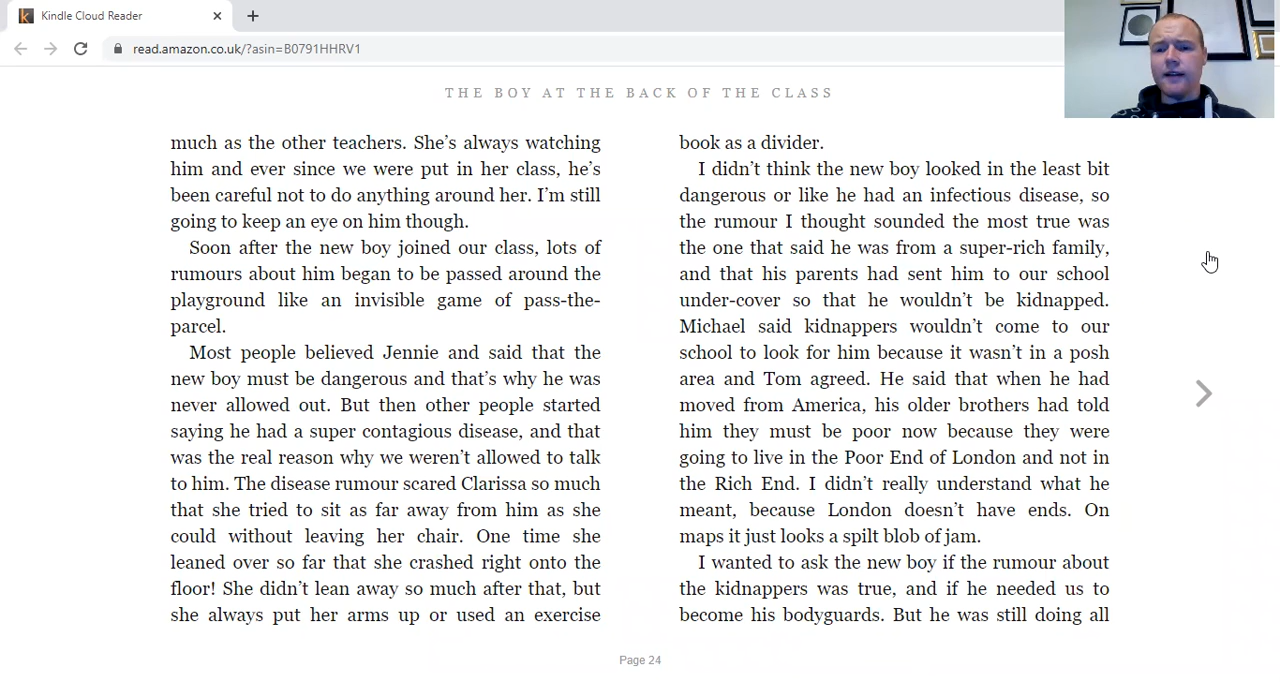 Kindle Cloud Reader
read.amazon.co.uk/?asin=B0791HHRV1
THE BOY AT THE BACK OF THE CLASS
much as the other teachers. She’s always watching
him and ever since we were put in her class, he’s
been careful not to do anything around her. I’m still
going to keep an eye on him though.
Soon after the new boy joined our class, lots of
rumours about him began to be passed around the
playground like an invisible game of pass-the-
parcel.
Most people believed Jennie and said that the
new boy must be dangerous and that’s why he was
never allowed out. But then other people started
saying he had a super contagious disease, and that
was the real reason why we weren’t allowed to talk
to him. The disease rumour scared Clarissa so much
that she tried to sit as far away from him as she
could without leaving her chair. One time she
leaned over so far that she crashed right onto the
floor! She didn’t lean away so much after that, but
she always put her arms up or used an exercise
book as a divider.
I didn’t think the new boy looked in the least bit
dangerous or like he had an infectious disease, so
the rumour I thought sounded the most true was
the one that said he was from a super-rich family,
and that his parents had sent him to our school
under-cover so that he wouldn’t be kidnapped.
Michael said kidnappers wouldn’t come to our
school to look for him because it wasn’t in a posh
area and Tom agreed. He said that when he had
moved from America, his older brothers had told
him they must be poor now because they were
going to live in the Poor End of London and not in
the Rich End. I didn’t really understand what he
meant, because London doesn’t have ends. On
maps it just looks a spilt blob of jam.
I wanted to ask the new boy if the rumour about
the kidnappers was true, and if he needed us to
become his bodyguards. But he was still doing all
Page 24